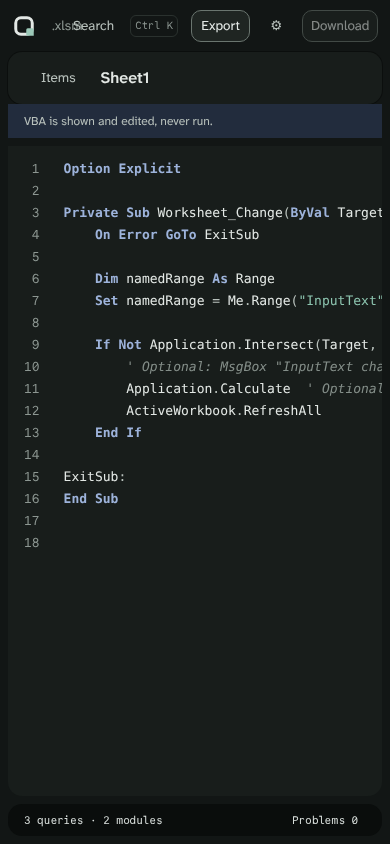 .xlsm Search Ctrl K Export ⚙ Download
Items Sheet1
VBA is shown and edited, never run.
1 Option Explicit
2
3 Private Sub Worksheet_Change(ByVal Target
4 On Error GoTo ExitSub
5
6 Dim namedRange As Range
7 Set namedRange = Me.Range("InputText"
8
9 If Not Application.Intersect(Target,
10 ' Optional: MsgBox "InputText cha
11 Application.Calculate ' Optional
12 ActiveWorkbook.RefreshAll
13 End If
14
15 ExitSub:
16 End Sub
17
18
3 queries · 2 modules Problems 0